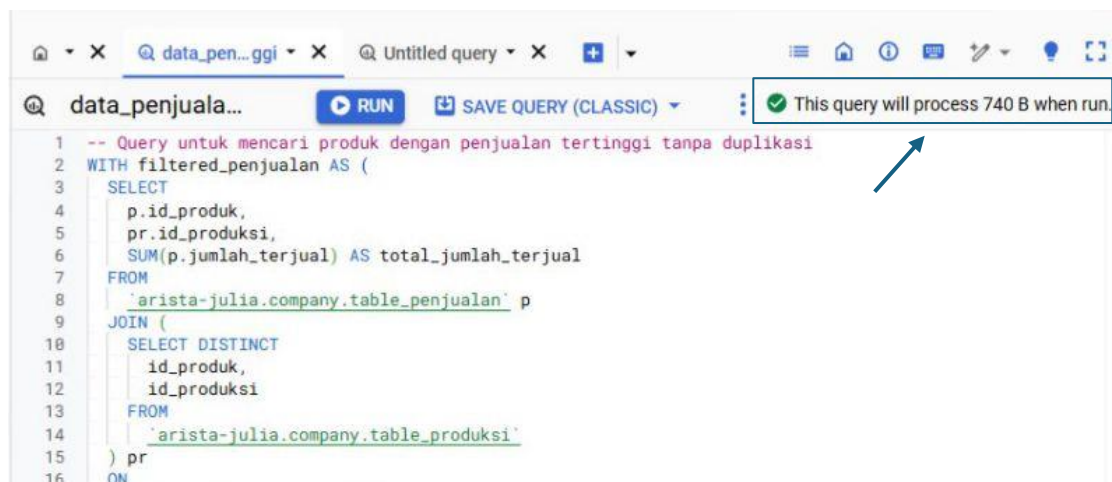 data_pen...ggi Untitled query
data_penjuala... RUN SAVE QUERY (CLASSIC) This query will process 740 B when run.
1 -- Query untuk mencari produk dengan penjualan tertinggi tanpa duplikasi
2 WITH filtered_penjualan AS (
3 SELECT
4 p.id_produk,
5 pr.id_produksi,
6 SUM(p.jumlah_terjual) AS total_jumlah_terjual
7 FROM
8 `arista-julia.company.table_penjualan` p
9 JOIN (
10 SELECT DISTINCT
11 id_produk,
12 id_produksi
13 FROM
14 `arista-julia.company.table_produksi`
15 ) pr
16 ON